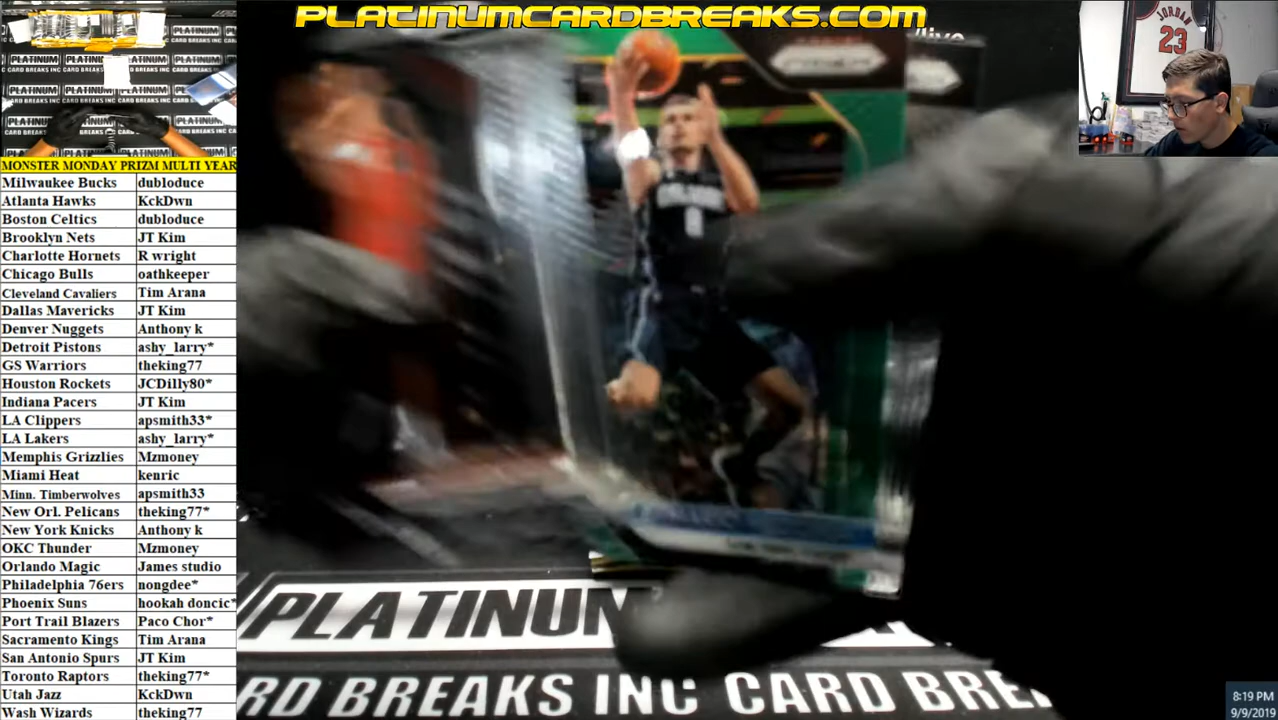 PLATINUMCARDBREAKS.COM
JORDAN
23
PLATINUM
CARD BREAKS INC
MONSTER MONDAY PRIZM MULTI YEAR
Milwaukee Bucks dubloduce
Atlanta Hawks KckDwn
Boston Celtics dubloduce
Brooklyn Nets JT Kim
Charlotte Hornets R wright
Chicago Bulls oathkeeper
Cleveland Cavaliers Tim Arana
Dallas Mavericks JT Kim
Denver Nuggets Anthony k
Detroit Pistons ashy_larry*
GS Warriors theking77
Houston Rockets JCDilly80*
Indiana Pacers JT Kim
LA Clippers apsmith33*
LA Lakers ashy_larry*
Memphis Grizzlies Mzmoney
Miami Heat kenric
Minn. Timberwolves apsmith33
New Orl. Pelicans theking77*
New York Knicks Anthony k
OKC Thunder Mzmoney
Orlando Magic James studio
Philadelphia 76ers nongdee*
Phoenix Suns hookah doncic*
Port Trail Blazers Paco Chor*
Sacramento Kings Tim Arana
San Antonio Spurs JT Kim
Toronto Raptors theking77*
Utah Jazz KckDwn
Wash Wizards theking77
PLATINUM
RD BREAKS INC CARD BREA
8:19 PM
9/9/2019